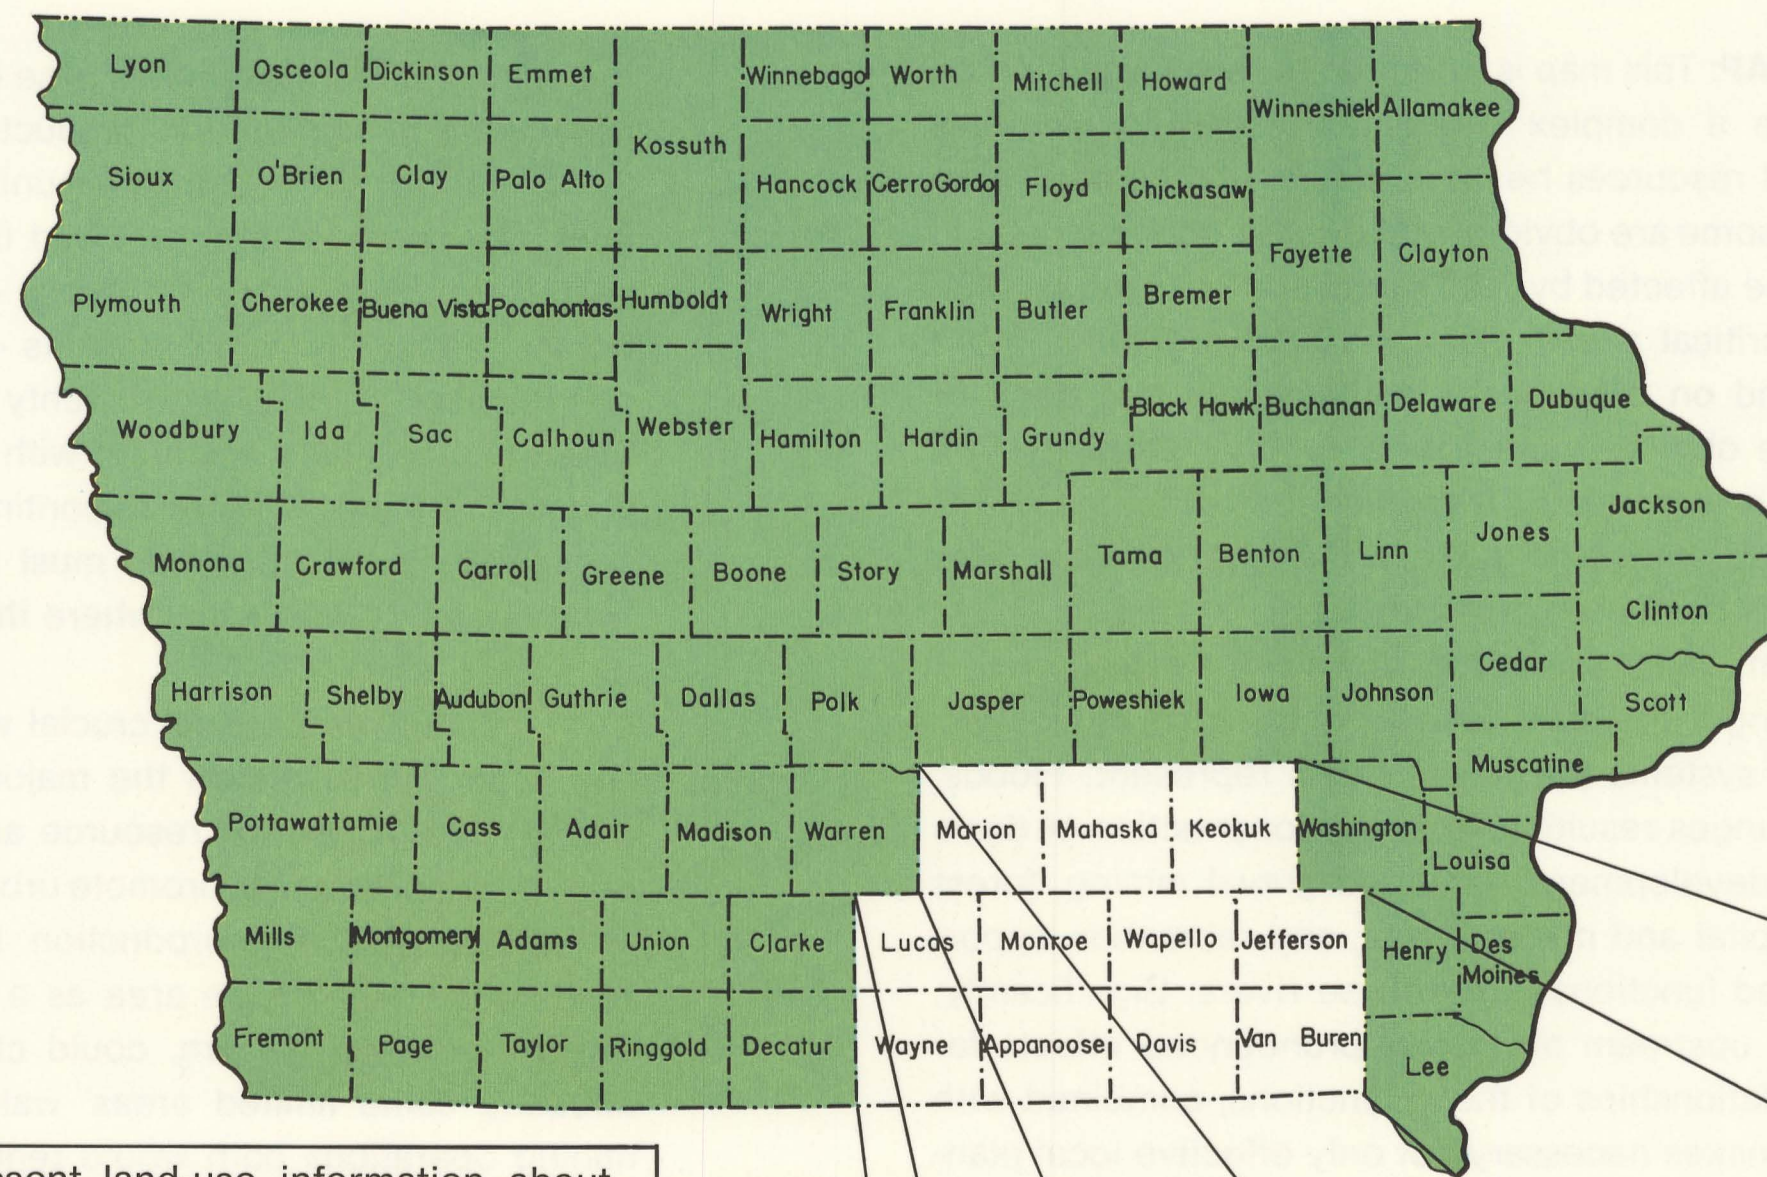 Lyon Osceola Dickinson Emmet Winnebago Worth Mitchell Howard Winneshiek Allamakee
Kossuth
Sioux O'Brien Clay Palo Alto Hancock CerroGordo Floyd Chickasaw
Fayette Clayton
Plymouth Cherokee Buena Vista Pocahontas Humboldt Wright Franklin Butler Bremer
Woodbury Ida Sac Calhoun Webster Hamilton Hardin Grundy Black Hawk Buchanan Delaware Dubuque
Monona Crawford Carroll Greene Boone Story Marshall Tama Benton Linn Jones Jackson
Clinton
Harrison Shelby Audubon Guthrie Dallas Polk Jasper Poweshiek Iowa Johnson Cedar Scott
Muscatine
Pottawattamie Cass Adair Madison Warren Marion Mahaska Keokuk Washington
Louisa
Mills Montgomery Adams Union Clarke Lucas Monroe Wapello Jefferson Henry Des
Moines
Fremont Page Taylor Ringgold Decatur Wayne Appanoose Davis Van Buren
Lee
sent land-use information about